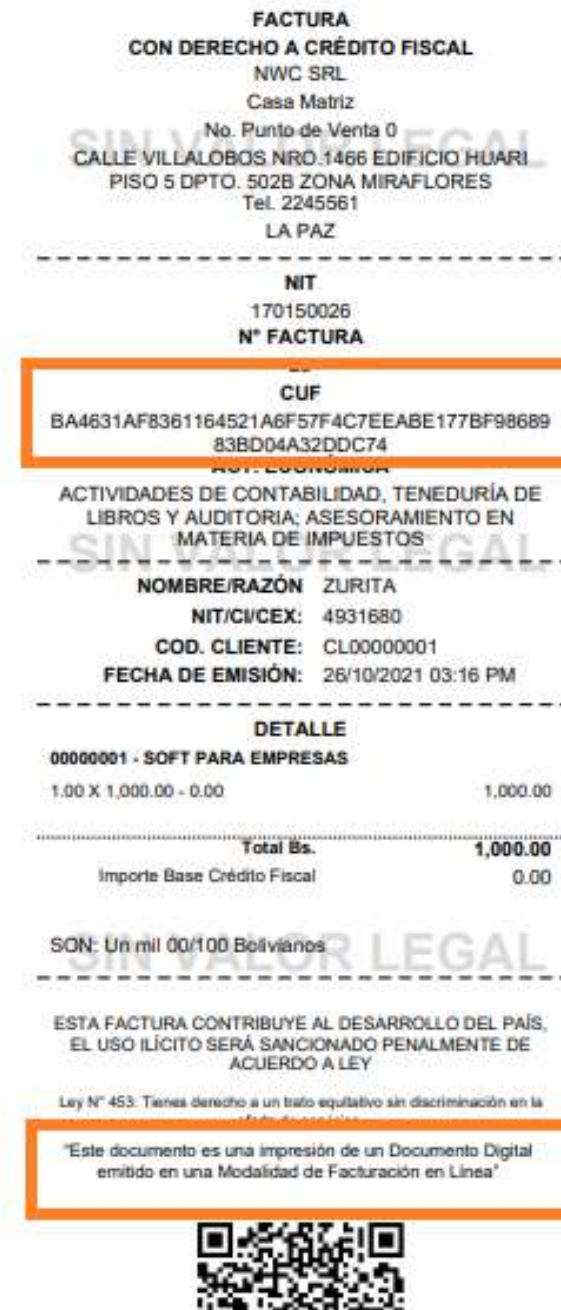 FACTURA
CON DERECHO A CRÉDITO FISCAL
NWC SRL
Casa Matriz
No. Punto de Venta 0
SIN VALOR LEGAL
CALLE VILLALOBOS NRO.1466 EDIFICIO HUARI
PISO 5 DPTO. 502B ZONA MIRAFLORES
Tel. 2245561
LA PAZ
NIT
170150026
N° FACTURA
CUF
BA4631AF8361164521A6F57F4C7EEABE177BF98689
83BD04A32DDC74
ACT. ECONÓMICA
ACTIVIDADES DE CONTABILIDAD, TENEDURÍA DE
LIBROS Y AUDITORIA; ASESORAMIENTO EN
MATERIA DE IMPUESTOS
SIN VALOR LEGAL
NOMBRE/RAZÓN ZURITA
NIT/CI/CEX: 4931680
COD. CLIENTE: CL00000001
FECHA DE EMISIÓN: 26/10/2021 03:16 PM
DETALLE
00000001 - SOFT PARA EMPRESAS
1.00 X 1,000.00 - 0.00 1,000.00
Total Bs. 1,000.00
Importe Base Crédito Fiscal 0.00
SON: Un mil 00/100 Bolivianos
SIN VALOR LEGAL
ESTA FACTURA CONTRIBUYE AL DESARROLLO DEL PAÍS,
EL USO ILÍCITO SERÁ SANCIONADO PENALMENTE DE
ACUERDO A LEY
Ley N° 453: Tienes derecho a un trato equitativo sin discriminación en la
"Este documento es una impresión de un Documento Digital
emitido en una Modalidad de Facturación en Línea"